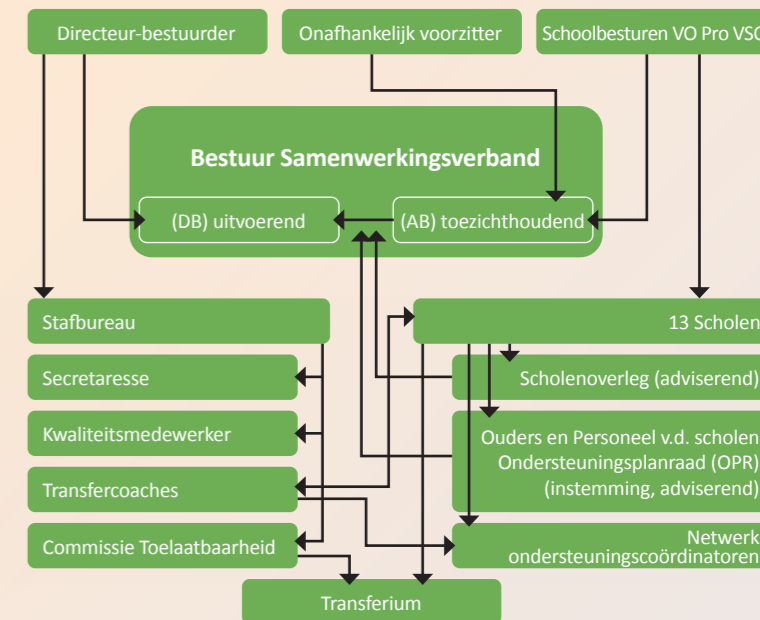 Directeur-bestuurder
Onafhankelijk voorzitter
Schoolbesturen VO Pro VSO
Bestuur Samenwerkingsverband
(DB) uitvoerend
(AB) toezichthoudend
Stafbureau
13 Scholen
Secretaresse
Scholenoverleg (adviserend)
Kwaliteitsmedewerker
Ouders en Personeel v.d. scholen
Ondersteuningsplanraad (OPR)
(instemming, adviserend)
Transfercoaches
Commissie Toelaatbaarheid
Netwerk
ondersteuningscoördinatoren
Transferium